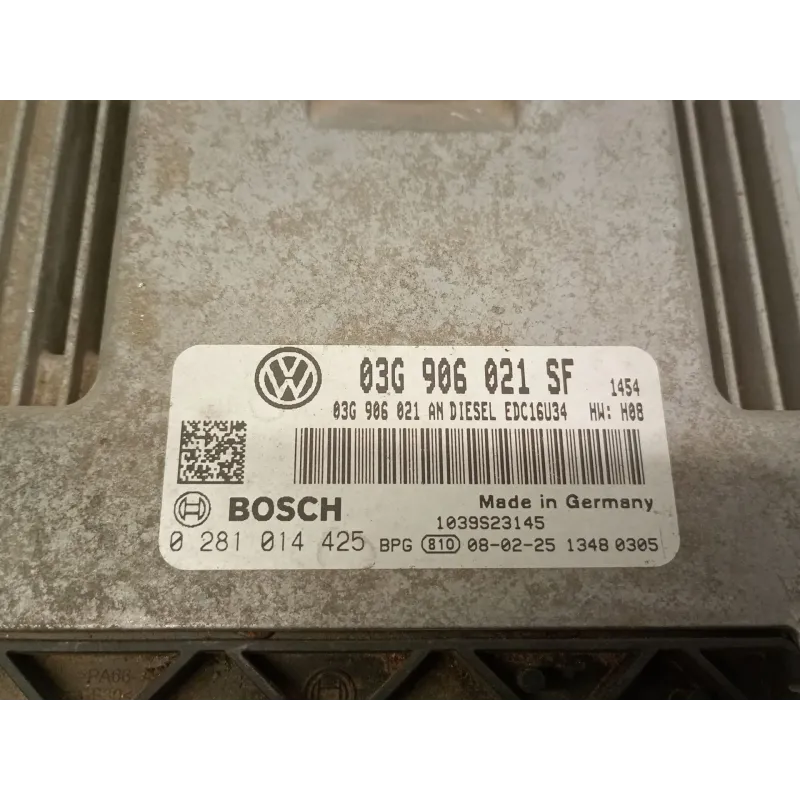 03G 906 021 SF 1454
03G 906 021 AN DIESEL EDC16U34 HW: H08
BOSCH Made in Germany
1039S23145
0 281 014 425 BPG 810 08-02-25 1348 0305